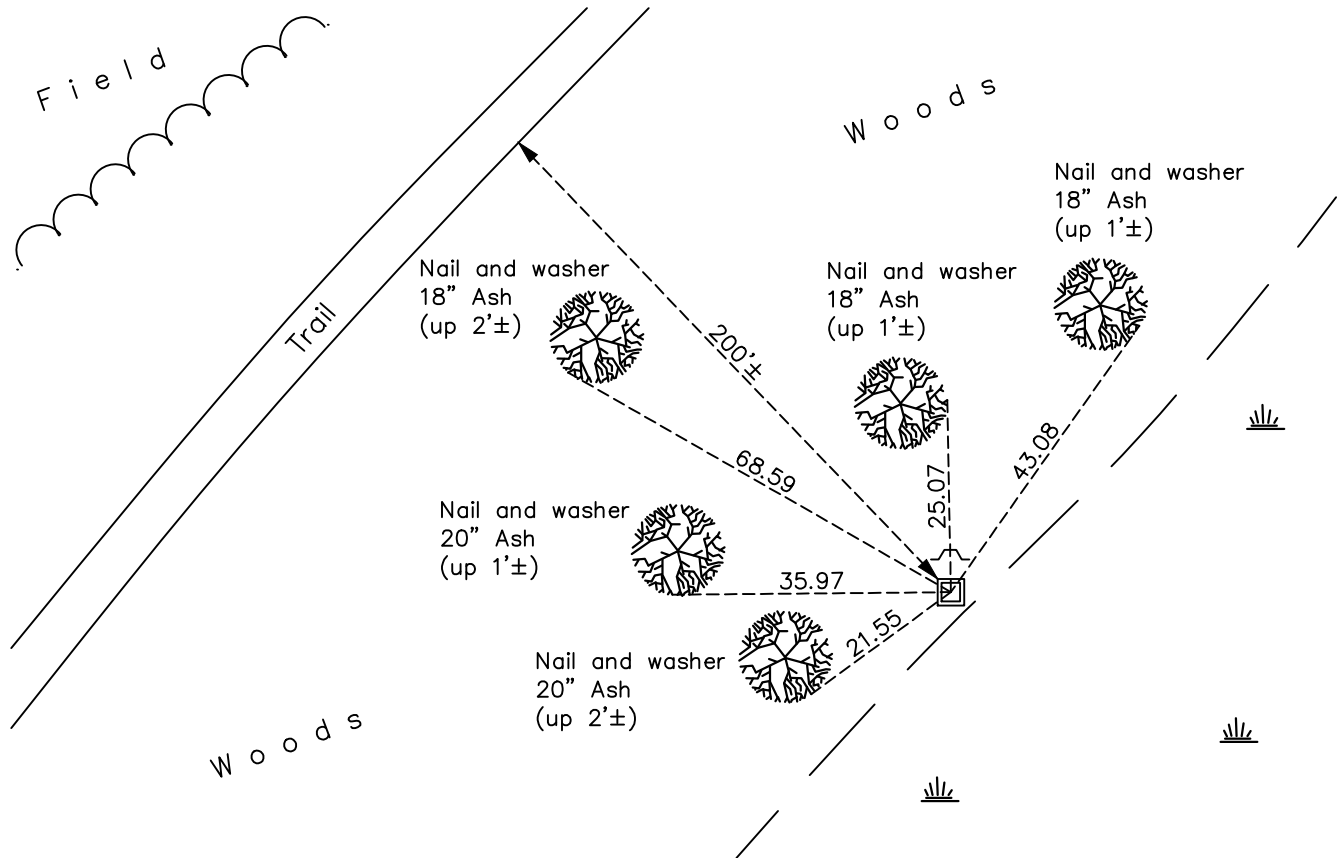 Field
Woods
Nail and washer
18" Ash
(up 1'±)
Nail and washer
18" Ash
(up 2'±)
Nail and washer
18" Ash
(up 1'±)
Trail
200'±
68.59
25.07
43.08
Nail and washer
20" Ash
(up 1'±)
35.97
21.55
Nail and washer
20" Ash
(up 2'±)
Woods